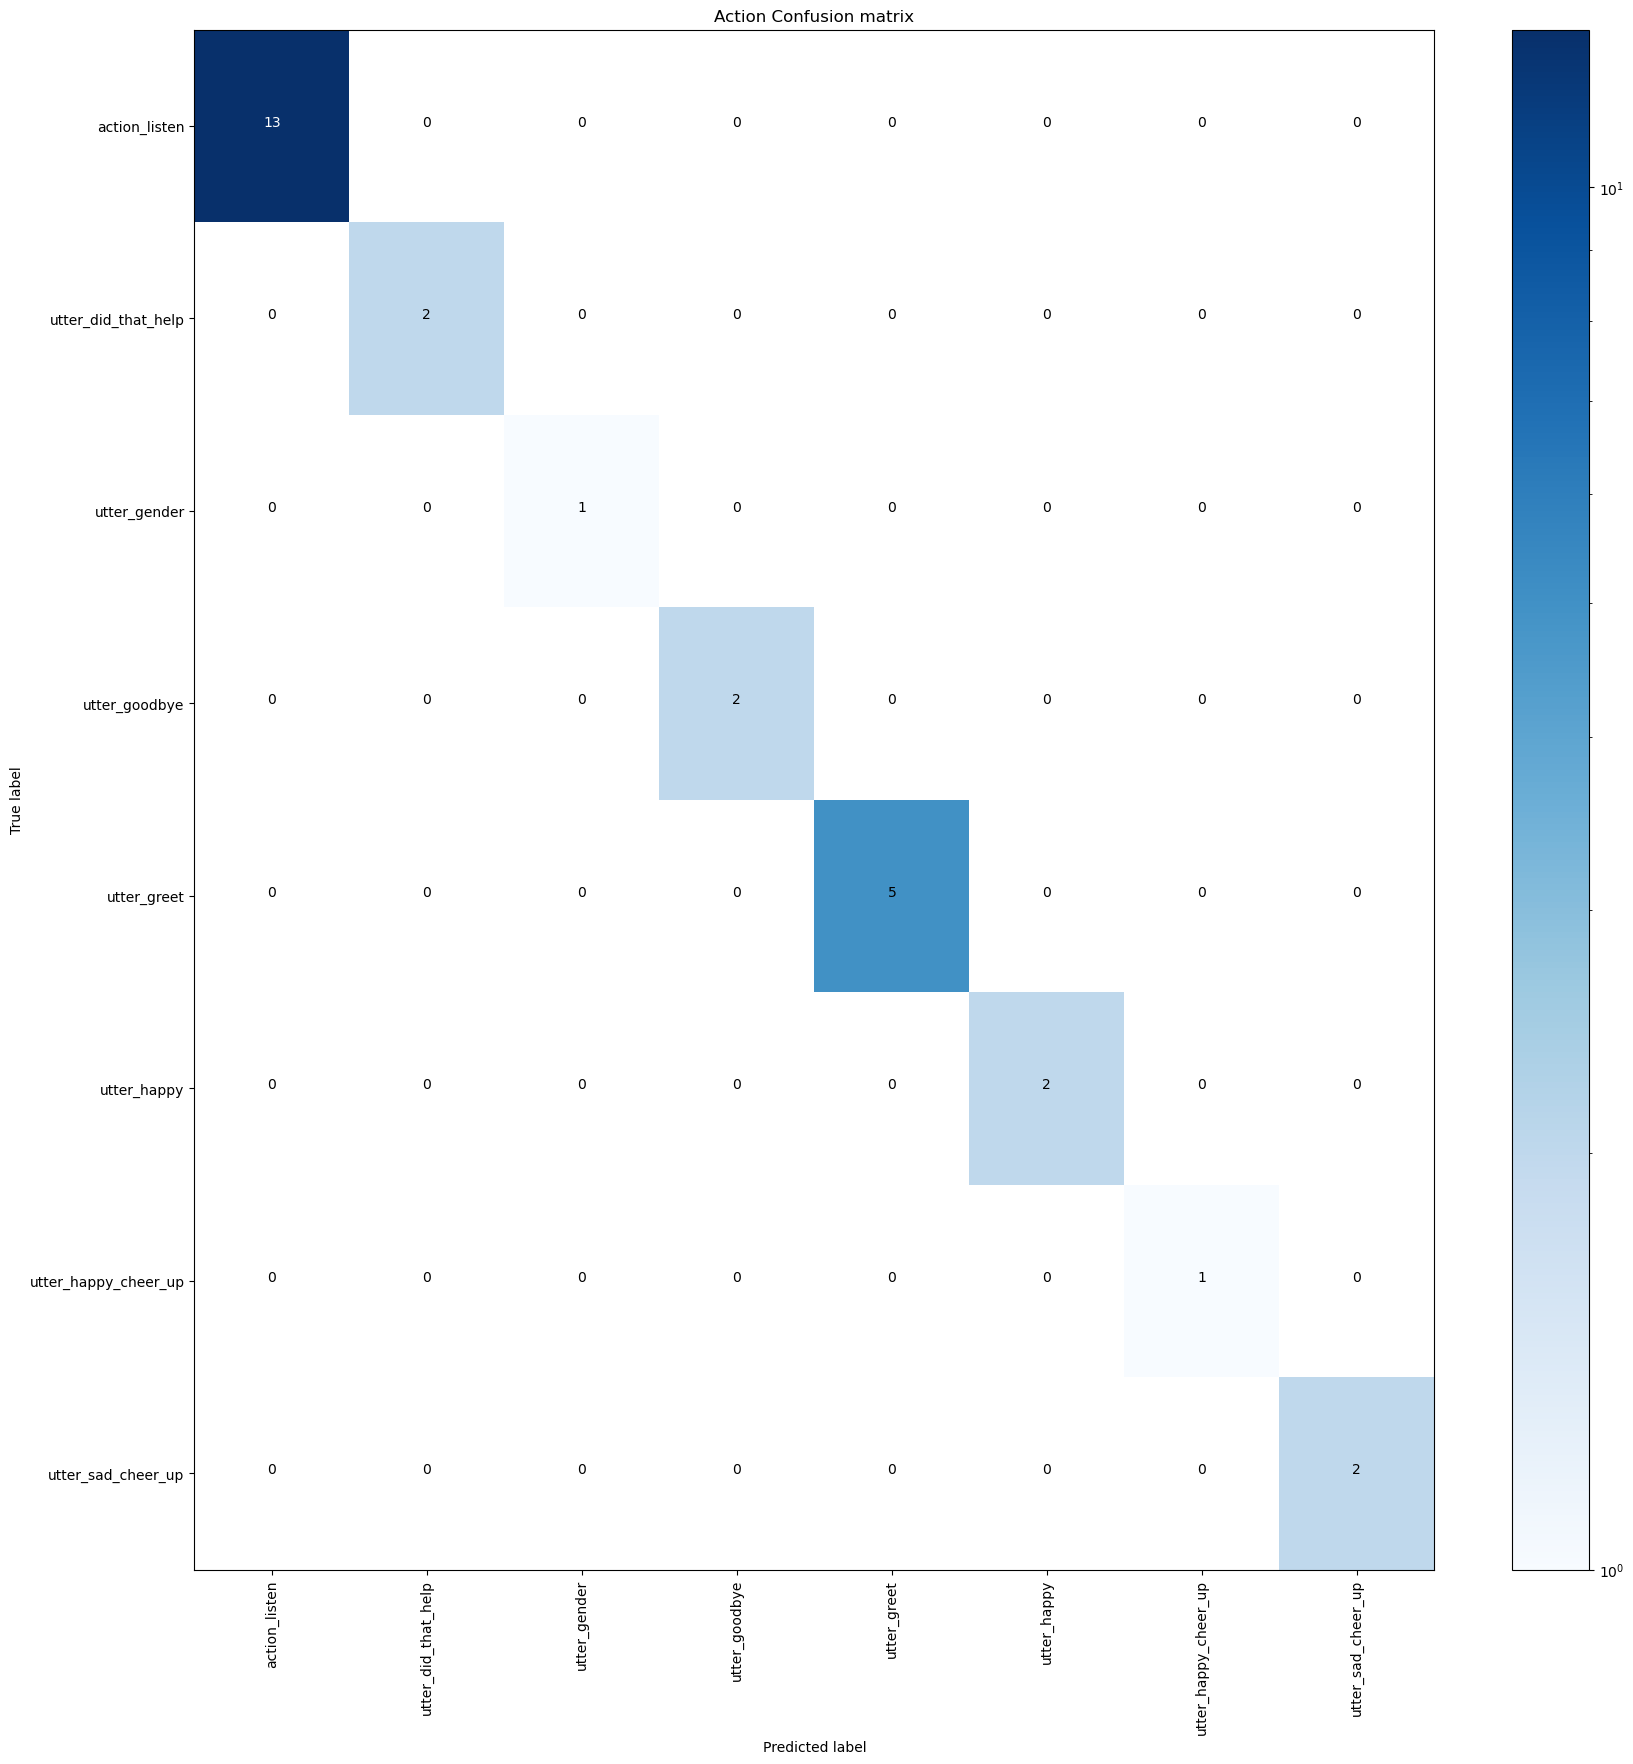 Action Confusion matrix
action_listen 13 0 0 0 0 0 0 0
utter_did_that_help 0 2 0 0 0 0 0 0
utter_gender 0 0 1 0 0 0 0 0
utter_goodbye 0 0 0 2 0 0 0 0
utter_greet 0 0 0 0 5 0 0 0
utter_happy 0 0 0 0 0 2 0 0
utter_happy_cheer_up 0 0 0 0 0 0 1 0
utter_sad_cheer_up 0 0 0 0 0 0 0 2
True label
action_listen
utter_did_that_help
utter_gender
utter_goodbye
utter_greet
utter_happy
utter_happy_cheer_up
utter_sad_cheer_up
Predicted label
10¹
10⁰